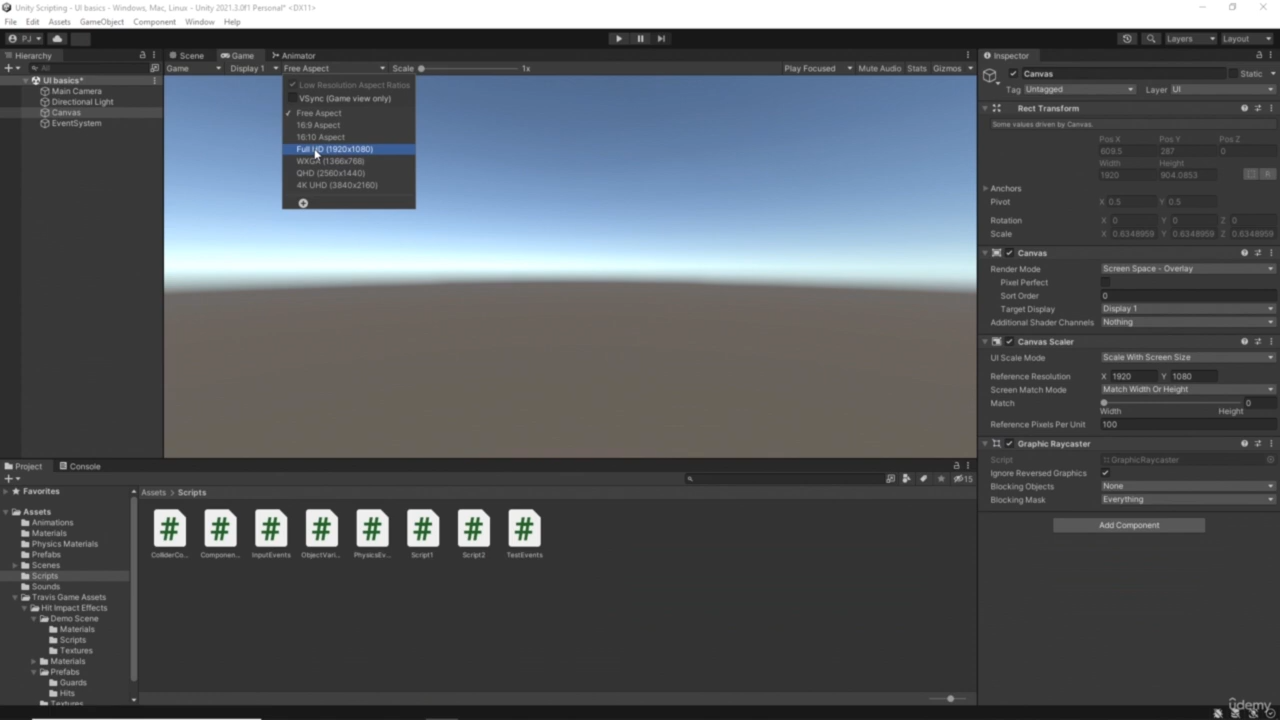 Unity Scripting - UI basics - Windows, Mac, Linux - Unity 2021.3.0f1 Personal* <DX11>
File Edit Assets GameObject Component Window Help
PJ Layers Layout
Hierarchy Scene Game Animator Inspector
All Game Display 1 Free Aspect Scale 1x Play Focused Mute Audio Stats Gizmos
UI basics*
Main Camera
Directional Light
Canvas
EventSystem
Low Resolution Aspect Ratios
VSync (Game view only)
Free Aspect
16:9 Aspect
16:10 Aspect
Full HD (1920x1080)
WXGA (1366x768)
QHD (2560x1440)
4K UHD (3840x2160)
Canvas Static
Tag Untagged Layer UI
Rect Transform
Some values driven by Canvas.
Pos X Pos Y Pos Z
609.5 287 0
Width Height
1920 904.0853
R
Anchors
Pivot X 0.5 Y 0.5
Rotation X 0 Y 0 Z 0
Scale X 0.6348959 Y 0.6348959 Z 0.6348959
Canvas
Render Mode Screen Space - Overlay
Pixel Perfect
Sort Order 0
Target Display Display 1
Additional Shader Channels Nothing
Canvas Scaler
UI Scale Mode Scale With Screen Size
Reference Resolution X 1920 Y 1080
Screen Match Mode Match Width Or Height
Match 0
Width Height
Reference Pixels Per Unit 100
Graphic Raycaster
Script GraphicRaycaster
Ignore Reversed Graphics
Blocking Objects None
Blocking Mask Everything
Add Component
Project Console
15
Favorites
Assets
Animations
Materials
Physics Materials
Prefabs
Scenes
Scripts
Sounds
Travis Game Assets
Hit Impact Effects
Demo Scene
Materials
Scripts
Textures
Materials
Prefabs
Guards
Hits
Textures
Assets > Scripts
# # # # # # # #
ColliderCo... Componen... InputEvents ObjectVari... PhysicsEv... Script1 Script2 TestEvents
ûdemy